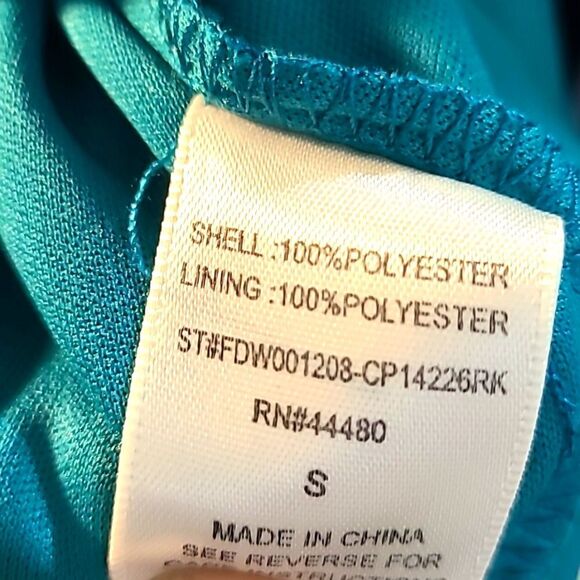 SHELL :100%POLYESTER
LINING :100%POLYESTER
ST#FDW001208-CP14226RK
RN#44480
S
MADE IN CHINA
SEE REVERSE FOR